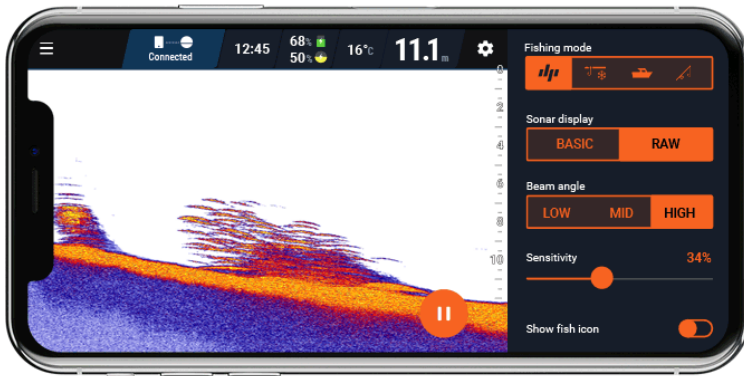 Connected
12:45
68%
50%
16°c
11.1m
0
2
4
6
8
10
Fishing mode
Sonar display
BASIC
RAW
Beam angle
LOW
MID
HIGH
Sensitivity
34%
Show fish icon